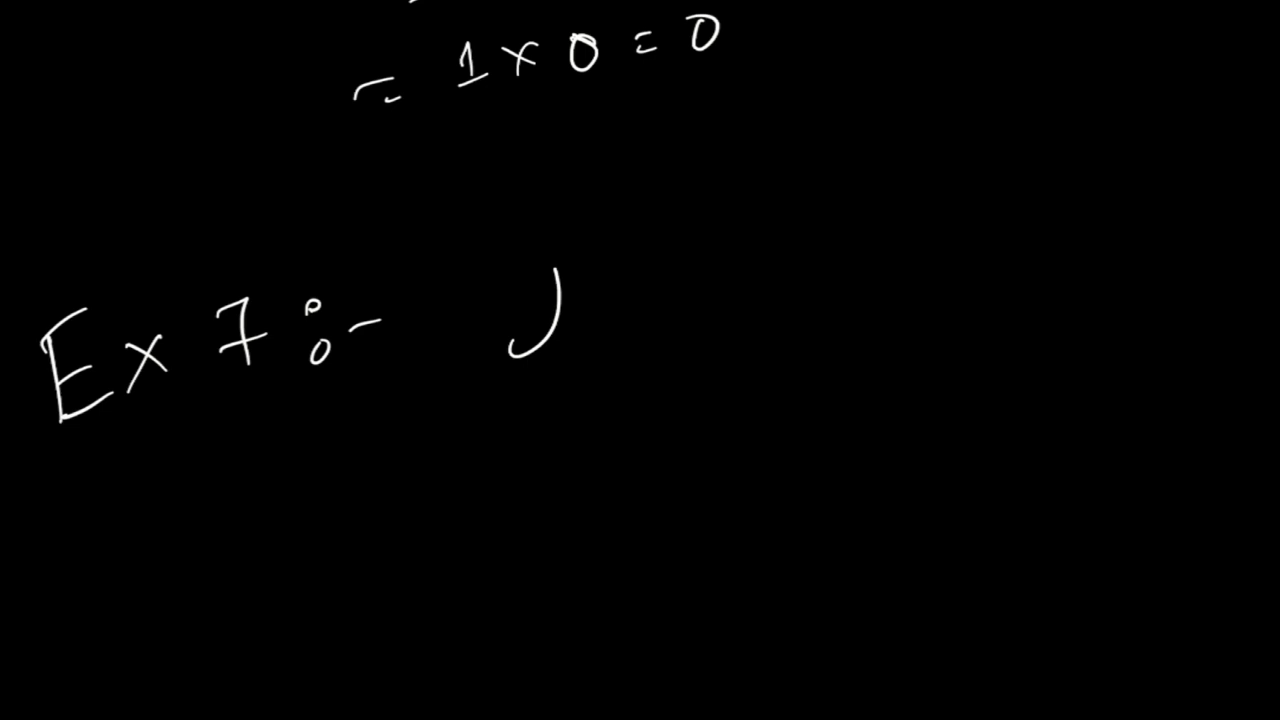 = 1 × 0 = 0
Ex 7 :-